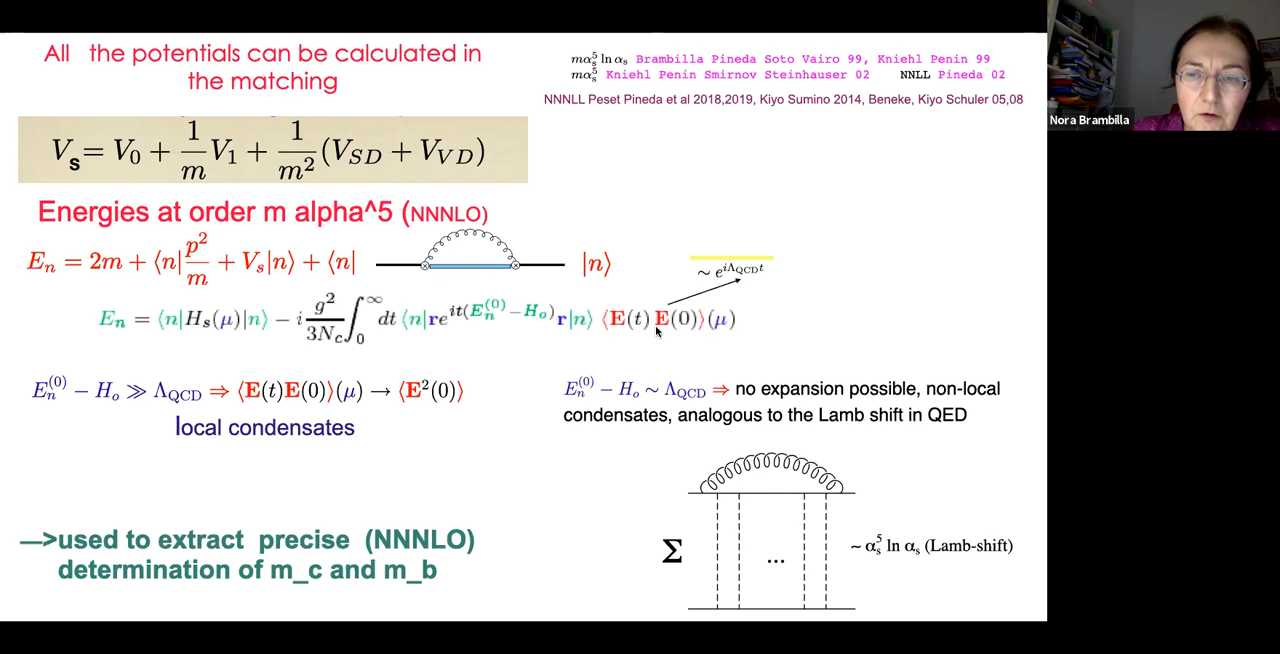 All the potentials can be calculated in
the matching
mα_s^5 ln α_s Brambilla Pineda Soto Vairo 99, Kniehl Penin 99
mα_s^5 Kniehl Penin Smirnov Steinhauser 02 NNLL Pineda 02
NNNLL Peset Pineda et al 2018,2019, Kiyo Sumino 2014, Beneke, Kiyo Schuler 05,08
Nora Brambilla
V_s = V_0 + 1/m V_1 + 1/m^2 (V_SD + V_VD)
Energies at order m alpha^5 (NNNLO)
E_n = 2m + ⟨n| p^2/m + V_s|n⟩ + ⟨n| |n⟩
∼ e^{iΛ_QCD t}
E_n = ⟨n|H_s(μ)|n⟩ − i g^2/3N_c ∫_0^∞ dt ⟨n|r e^{it(E_n^{(0)} − H_o)} r|n⟩ ⟨E(t) E(0)⟩(μ)
E_n^{(0)} − H_o ≫ Λ_QCD ⇒ ⟨E(t)E(0)⟩(μ) → ⟨E^2(0)⟩
local condensates
E_n^{(0)} − H_o ∼ Λ_QCD ⇒ no expansion possible, non-local
condensates, analogous to the Lamb shift in QED
Σ ... ~ α_s^5 ln α_s (Lamb-shift)
—>used to extract precise (NNNLO)
determination of m_c and m_b